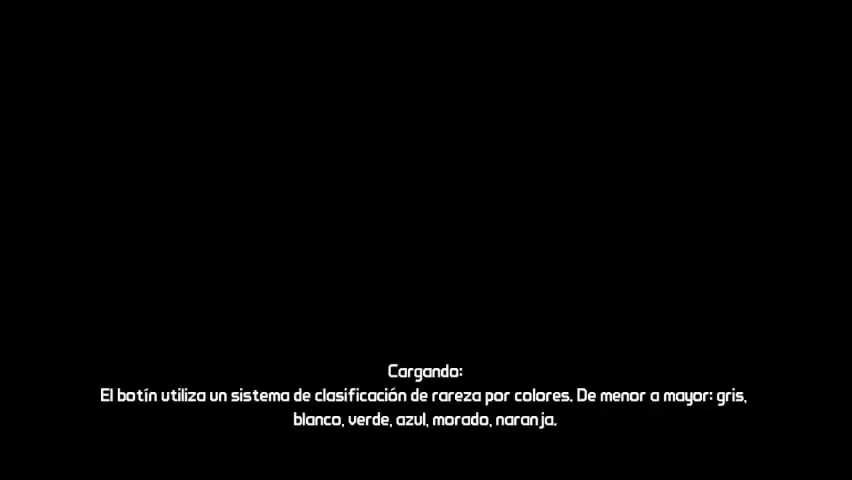 Cargando:
El botín utiliza un sistema de clasificación de rareza por colores. De menor a mayor: gris,
blanco, verde, azul, morado, naranja.